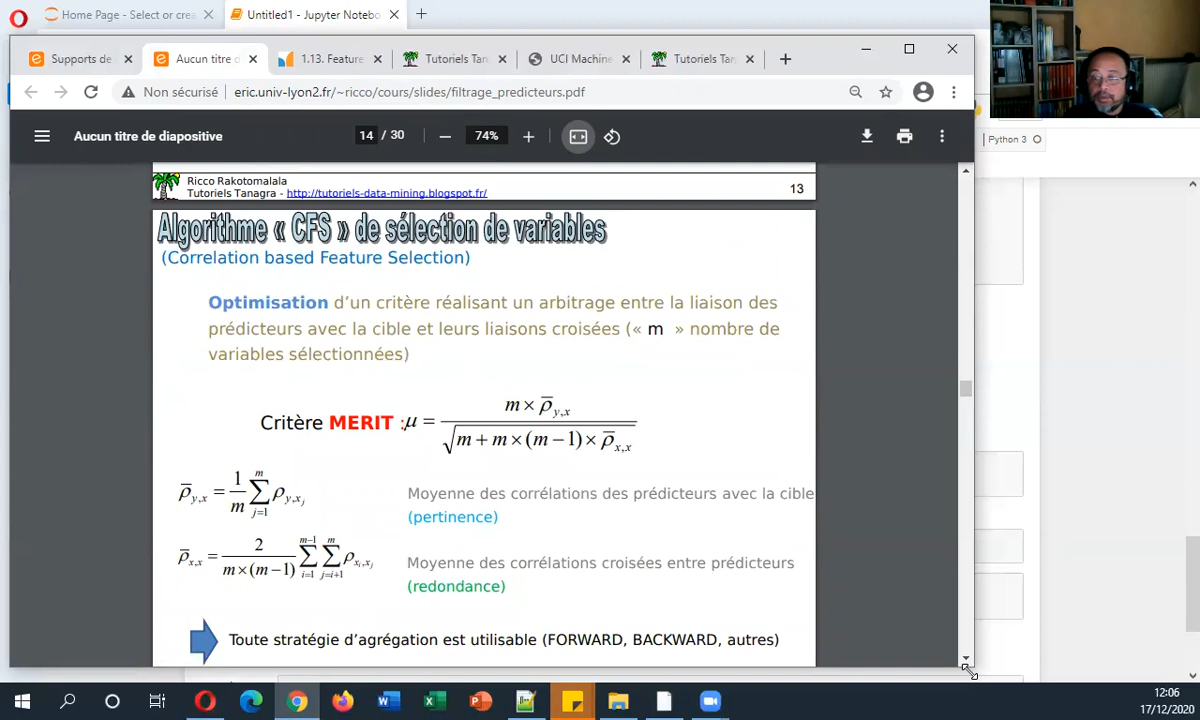 Home Page - Select or crea
Untitled1 - Jupyter Notebo
Supports de
Aucun titre d
1.13. Feature
Tutoriels Tan
UCI Machine
Tutoriels Tan
Non sécurisé
eric.univ-lyon2.fr/~ricco/cours/slides/filtrage_predicteurs.pdf
Python 3
Aucun titre de diapositive
14 / 30
74%
Ricco Rakotomalala
Tutoriels Tanagra - http://tutoriels-data-mining.blogspot.fr/
13
Algorithme « CFS » de sélection de variables
(Correlation based Feature Selection)
Optimisation d'un critère réalisant un arbitrage entre la liaison des
prédicteurs avec la cible et leurs liaisons croisées (« m » nombre de
variables sélectionnées)
Critère MERIT : μ = m × ρ̄y,x / √(m + m × (m − 1) × ρ̄x,x)
ρ̄y,x = 1/m ∑(j=1..m) ρy,xj
Moyenne des corrélations des prédicteurs avec la cible
(pertinence)
ρ̄x,x = 2/(m × (m − 1)) ∑(i=1..m−1) ∑(j=i+1..m) ρxi,xj
Moyenne des corrélations croisées entre prédicteurs
(redondance)
Toute stratégie d'agrégation est utilisable (FORWARD, BACKWARD, autres)
12:06
17/12/2020